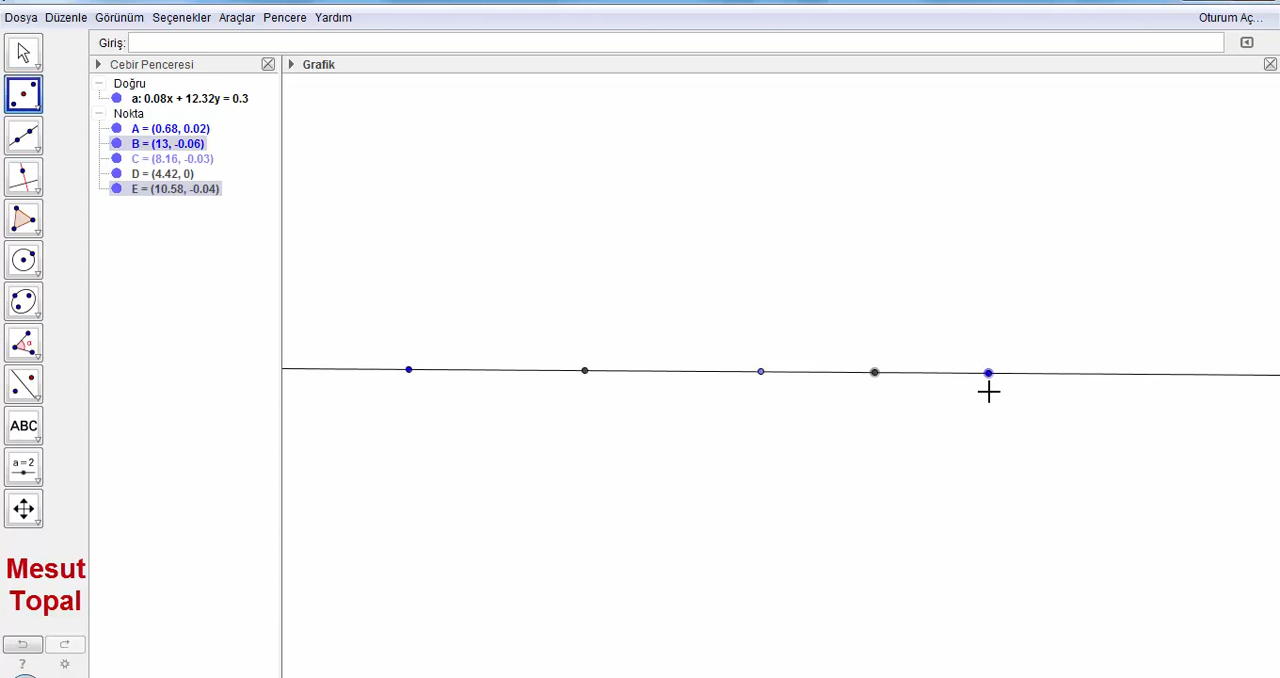 Dosya Düzenle Görünüm Seçenekler Araçlar Pencere Yardım Oturum Aç...
Giriş:
Cebir Penceresi
Grafik
Doğru
a: 0.08x + 12.32y = 0.3
Nokta
A = (0.68, 0.02)
B = (13, -0.06)
C = (8.16, -0.03)
D = (4.42, 0)
E = (10.58, -0.04)
α
ABC
a = 2
Mesut
Topal
?